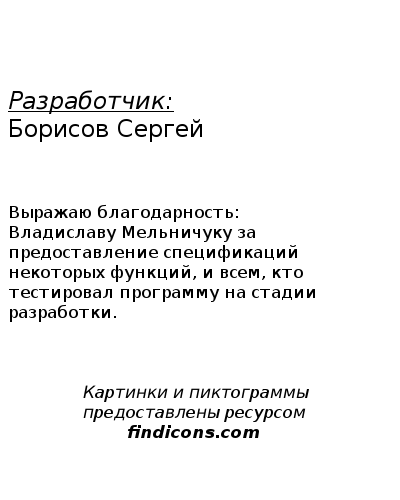 Разработчик:
Борисов Сергей
Выражаю благодарность:
Владиславу Мельничуку за
предоставление спецификаций
некоторых функций, и всем, кто
тестировал программу на стадии
разработки.
Картинки и пиктограммы
предоставлены ресурсом
findicons.com